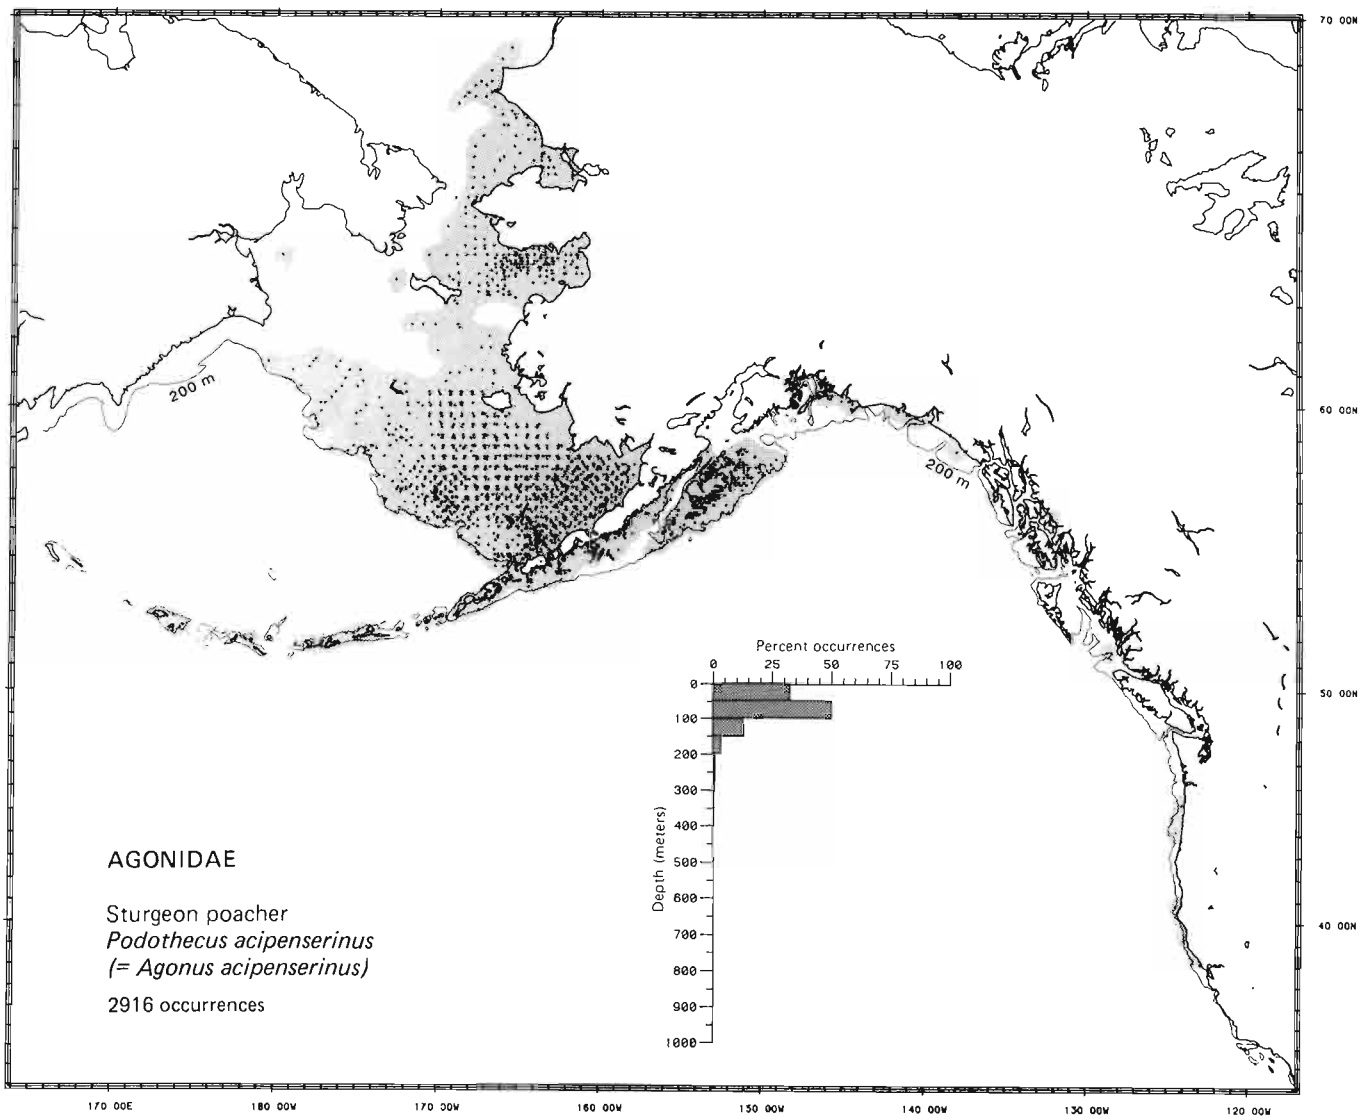 70 00N
200 m
60 00N
200 m
Percent occurrences
0 25 50 75 100
0
50 00N
100
200
300
400
500
600
700
800
900
1000
Depth (meters)
40 00N
AGONIDAE
Sturgeon poacher
Podothecus acipenserinus
(= Agonus acipenserinus)
2916 occurrences
170 00E 180 00W 170 00W 160 00W 150 00W 140 00W 130 00W 120 00W